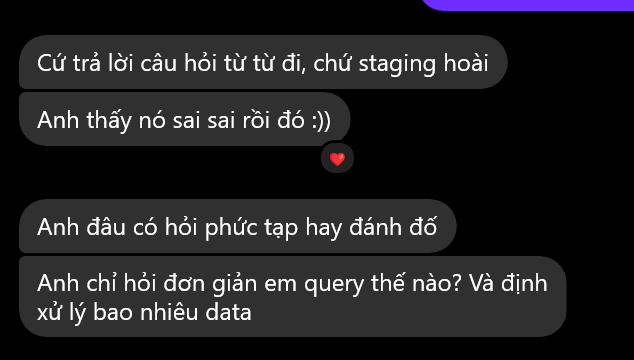 Cứ trả lời câu hỏi từ từ đi, chứ staging hoài
Anh thấy nó sai sai rồi đó :))
Anh đâu có hỏi phức tạp hay đánh đố
Anh chỉ hỏi đơn giản em query thế nào? Và định
xử lý bao nhiêu data